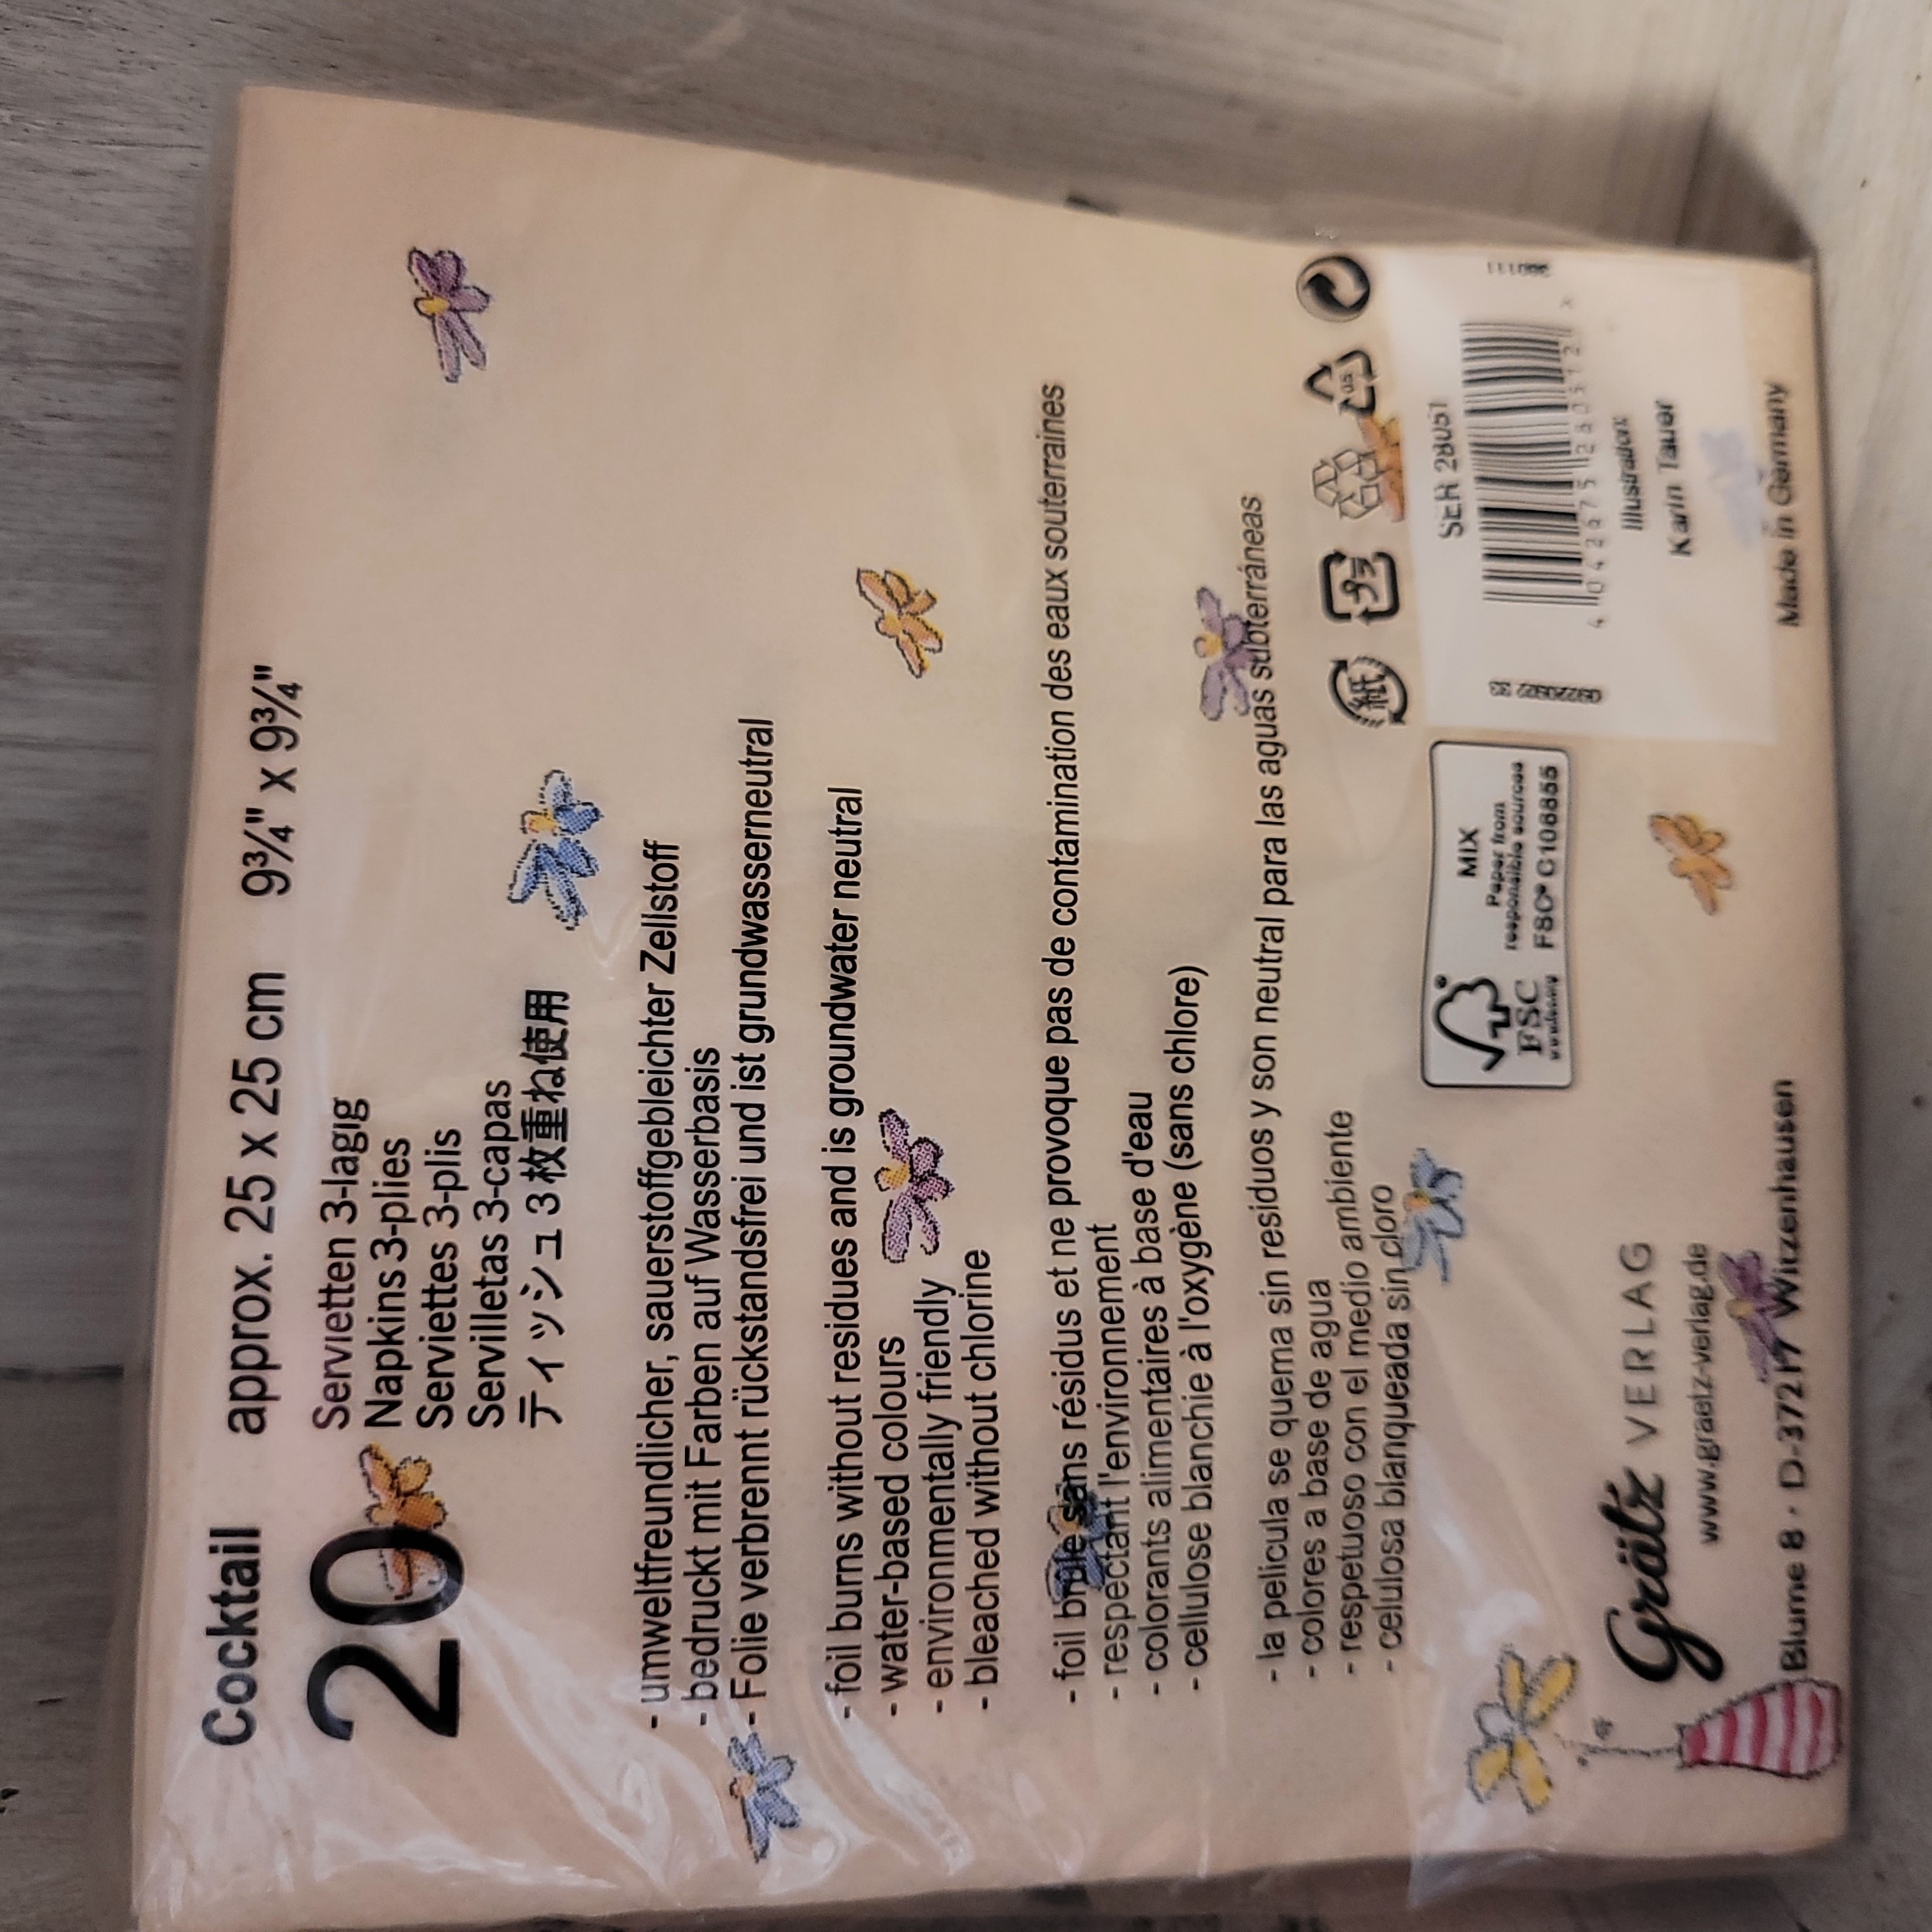 Cocktail approx. 25 x 25 cm 9¾" x 9¾"
20
Servietten 3-lagig
Napkins 3-plies
Serviettes 3-plis
Servilletas 3-capas
ティッシュ3枚重ね使用
- umweltfreundlicher, sauerstoffgebleichter Zellstoff
- bedruckt mit Farben auf Wasserbasis
- Folie verbrennt rückstandsfrei und ist grundwasserneutral
- foil burns without residues and is groundwater neutral
- water-based colours
- environmentally friendly
- bleached without chlorine
- foil brule sans résidus et ne provoque pas de contamination des eaux souterraines
- respectant l'environnement
- colorants alimentaires à base d'eau
- cellulose blanchie à l'oxygène (sans chlore)
- la pelicula se quema sin residuos y son neutral para las aguas subterráneas
- colores a base de agua
- respetuoso con el medio ambiente
- celulosa blanqueada sin cloro
紙
プラ
05
FSC
MIX
Paper from
responsible sources
FSC® C106855
SER 28051
Illustration
Karin Tauer
Made in Germany
Grätz VERLAG
www.graetz-verlag.de
Blume 8 · D-37217 Witzenhausen